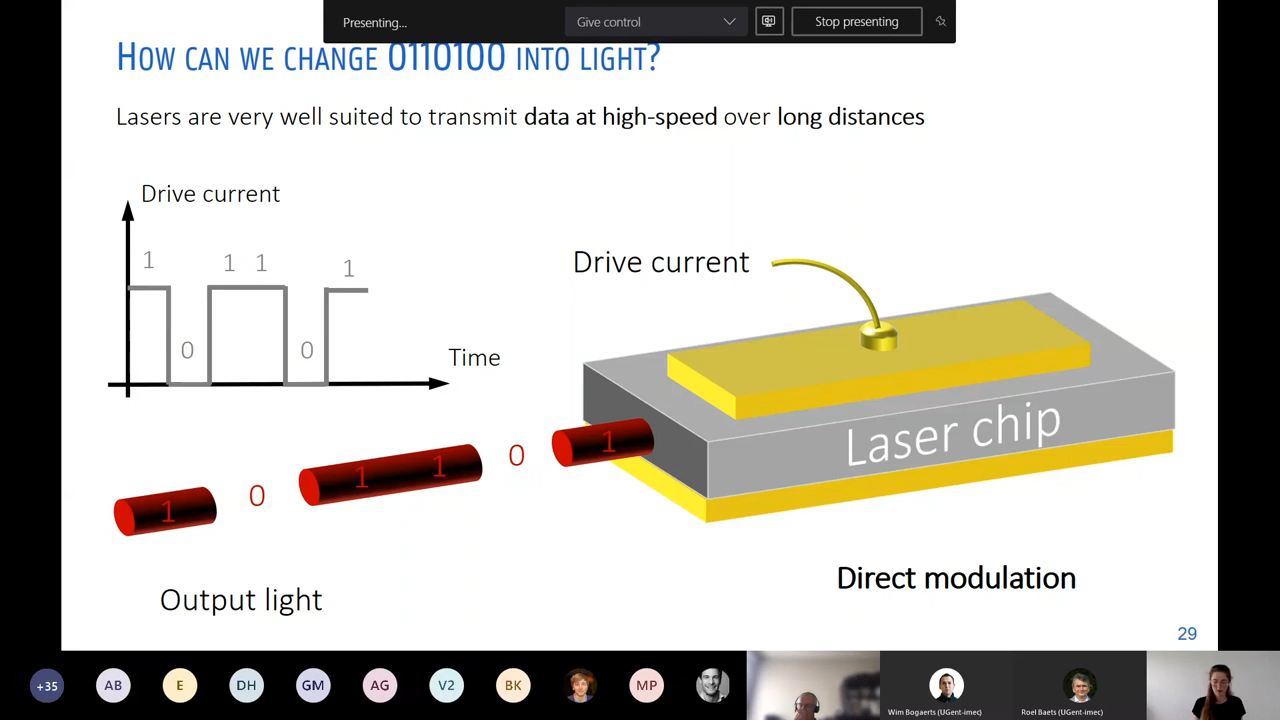 Presenting...
Give control
Stop presenting
HOW CAN WE CHANGE 0110100 INTO LIGHT?
Lasers are very well suited to transmit data at high-speed over long distances
Drive current
1 1 1 1
0 0
Time
Drive current
Laser chip
1 0 1 1 0 1
Output light
Direct modulation
29
+35 AB E DH GM AG V2 BK MP
Wim Bogaerts (UGent-imec)
Roel Baets (UGent-imec)